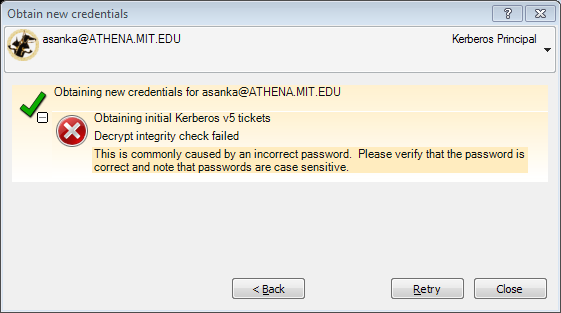 Obtain new credentials
asanka@ATHENA.MIT.EDU
Kerberos Principal
Obtaining new credentials for asanka@ATHENA.MIT.EDU
Obtaining initial Kerberos v5 tickets
Decrypt integrity check failed
This is commonly caused by an incorrect password.  Please verify that the password is
correct and note that passwords are case sensitive.
< Back
Retry
Close